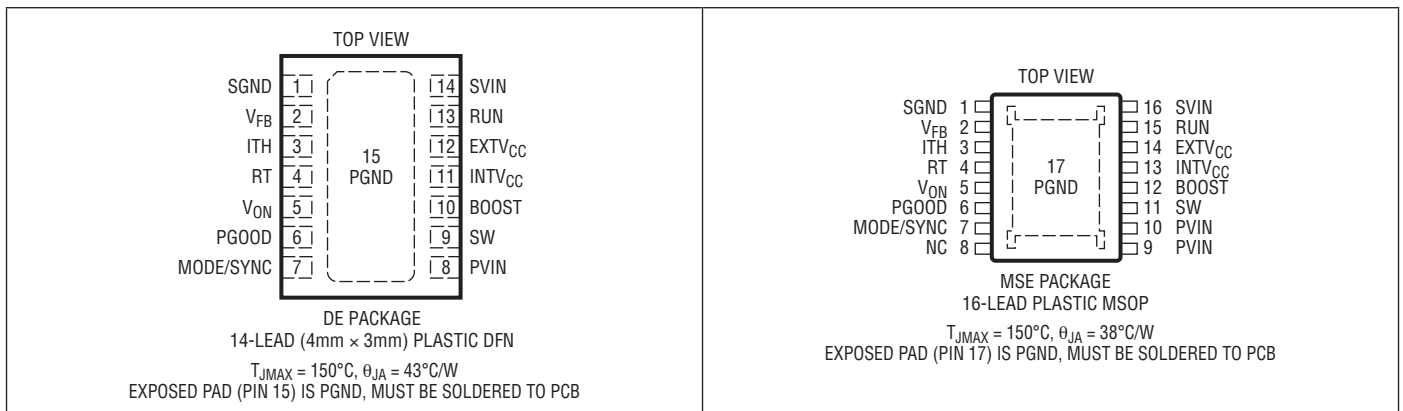 TOP VIEW
SGND 1
14 SVIN
V_FB 2
13 RUN
ITH 3
12 EXTV_CC
RT 4
11 INTV_CC
V_ON 5
10 BOOST
PGOOD 6
9 SW
MODE/SYNC 7
8 PVIN
15
PGND
DE PACKAGE
14-LEAD (4mm × 3mm) PLASTIC DFN
T_JMAX = 150°C, θ_JA = 43°C/W
EXPOSED PAD (PIN 15) IS PGND, MUST BE SOLDERED TO PCB
TOP VIEW
SGND 1
16 SVIN
V_FB 2
15 RUN
ITH 3
14 EXTV_CC
RT 4
13 INTV_CC
V_ON 5
12 BOOST
PGOOD 6
11 SW
MODE/SYNC 7
10 PVIN
NC 8
9 PVIN
17
PGND
MSE PACKAGE
16-LEAD PLASTIC MSOP
T_JMAX = 150°C, θ_JA = 38°C/W
EXPOSED PAD (PIN 17) IS PGND, MUST BE SOLDERED TO PCB